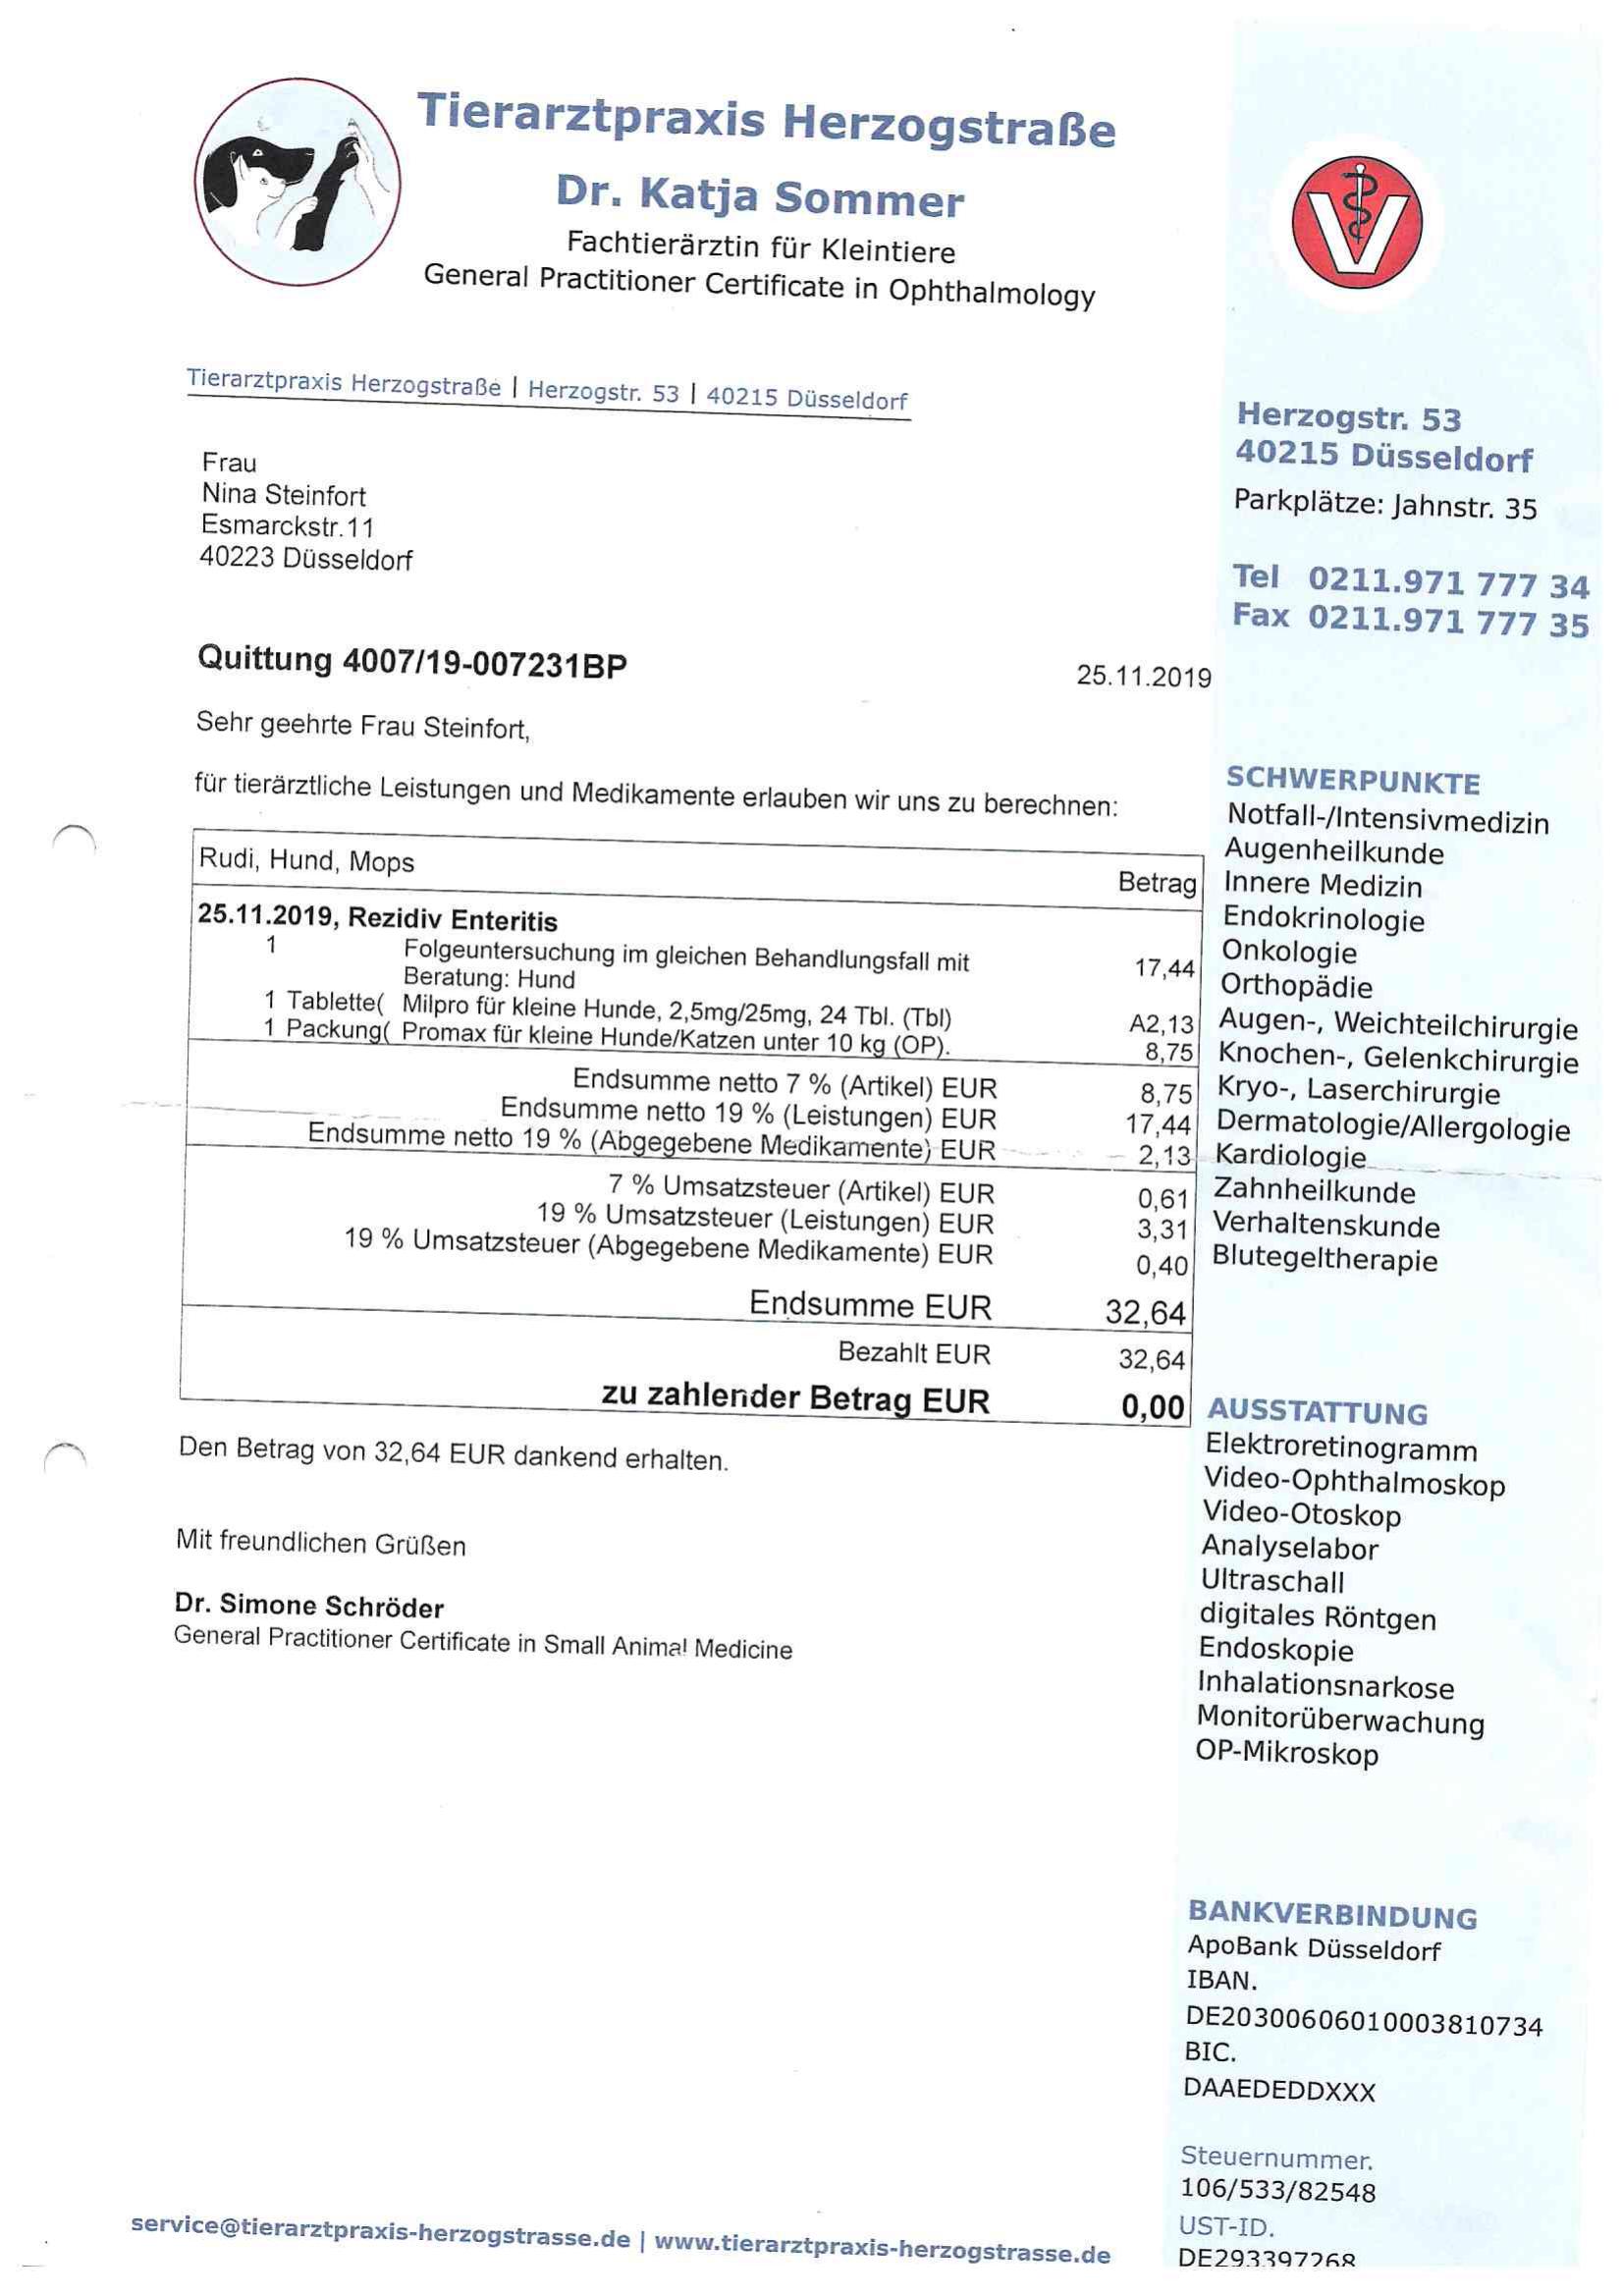 Tierarztpraxis Herzogstraße
Dr. Katja Sommer
Fachtierärztin für Kleintiere
General Practitioner Certificate in Ophthalmology
V
Tierarztpraxis Herzogstraße | Herzogstr. 53 | 40215 Düsseldorf
Frau
Nina Steinfort
Esmarckstr.11
40223 Düsseldorf
Herzogstr. 53
40215 Düsseldorf
Parkplätze: Jahnstr. 35
Tel 0211.971 777 34
Fax 0211.971 777 35
Quittung 4007/19-007231BP 25.11.2019
Sehr geehrte Frau Steinfort,
für tierärztliche Leistungen und Medikamente erlauben wir uns zu berechnen:
Rudi, Hund, Mops Betrag
25.11.2019, Rezidiv Enteritis
1 Folgeuntersuchung im gleichen Behandlungsfall mit 17,44
Beratung: Hund
1 Tablette( Milpro für kleine Hunde, 2,5mg/25mg, 24 Tbl. (Tbl) A2,13
1 Packung( Promax für kleine Hunde/Katzen unter 10 kg (OP). 8,75
Endsumme netto 7 % (Artikel) EUR 8,75
Endsumme netto 19 % (Leistungen) EUR 17,44
Endsumme netto 19 % (Abgegebene Medikamente) EUR 2,13
7 % Umsatzsteuer (Artikel) EUR 0,61
19 % Umsatzsteuer (Leistungen) EUR 3,31
19 % Umsatzsteuer (Abgegebene Medikamente) EUR 0,40
Endsumme EUR 32,64
Bezahlt EUR 32,64
zu zahlender Betrag EUR 0,00
Den Betrag von 32,64 EUR dankend erhalten.
Mit freundlichen Grüßen
Dr. Simone Schröder
General Practitioner Certificate in Small Animal Medicine
SCHWERPUNKTE
Notfall-/Intensivmedizin
Augenheilkunde
Innere Medizin
Endokrinologie
Onkologie
Orthopädie
Augen-, Weichteilchirurgie
Knochen-, Gelenkchirurgie
Kryo-, Laserchirurgie
Dermatologie/Allergologie
Kardiologie
Zahnheilkunde
Verhaltenskunde
Blutegeltherapie
AUSSTATTUNG
Elektroretinogramm
Video-Ophthalmoskop
Video-Otoskop
Analyselabor
Ultraschall
digitales Röntgen
Endoskopie
Inhalationsnarkose
Monitorüberwachung
OP-Mikroskop
BANKVERBINDUNG
ApoBank Düsseldorf
IBAN.
DE20300606010003810734
BIC.
DAAEDEDDXXX
Steuernummer.
106/533/82548
UST-ID.
DE293397268
service@tierarztpraxis-herzogstrasse.de | www.tierarztpraxis-herzogstrasse.de